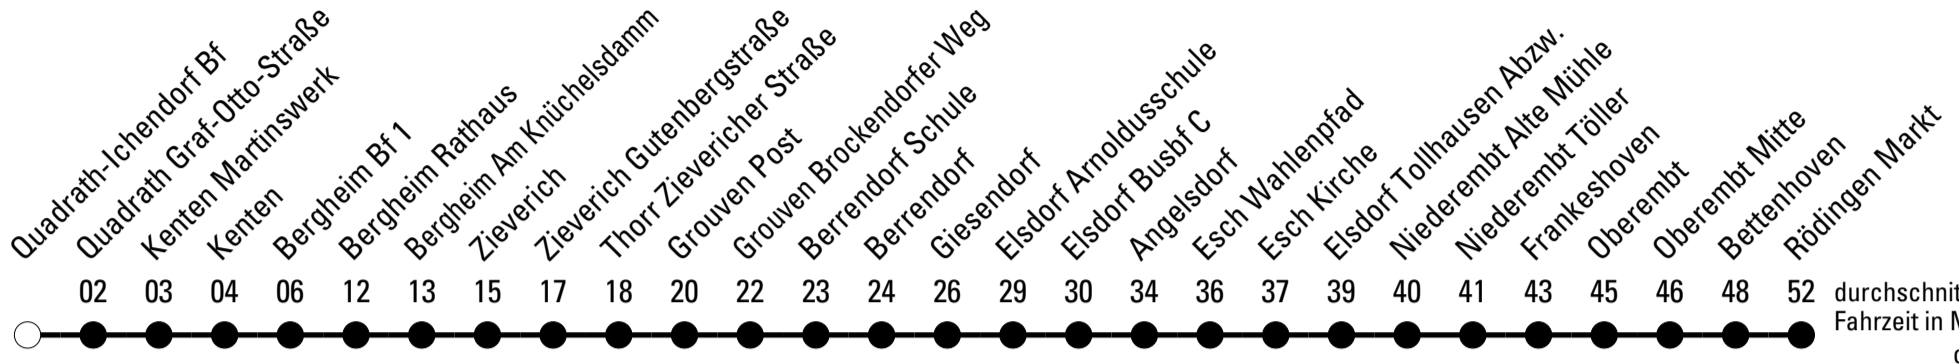 Quadrath-Ichendorf Bf
Quadrath Graf-Otto-Straße
Kenten Martinswerk
Kenten
Bergheim Bf 1
Bergheim Rathaus
Bergheim Am Knüchelsdamm
Zieverich
Zieverich Gutenbergstraße
Thorr Zievericher Straße
Grouven Post
Grouven Brockendorfer Weg
Berrendorf Schule
Berrendorf
Giesendorf
Elsdorf Arnoldusschule
Elsdorf Busbf C
Angelsdorf
Esch Wahlenpfad
Esch Kirche
Elsdorf Tollhausen Abzw.
Niederembt Alte Mühle
Niederembt Töller
Frankeshoven
Oberembt
Oberembt Mitte
Bettenhoven
Rödingen Markt
02 03 04 06 12 13 15 17 18 20 22 23 24 26 29 30 34 36 37 39 40 41 43 45 46 48 52 durchschnit
Fahrzeit in M